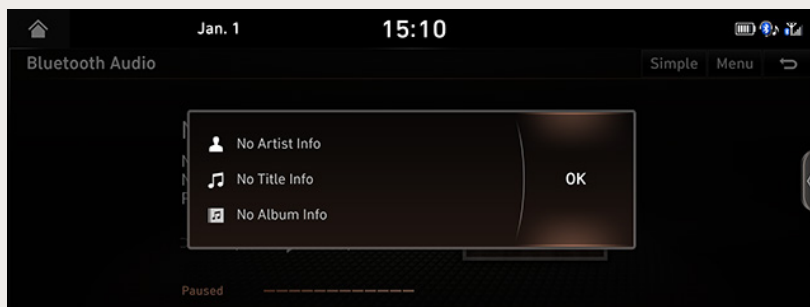 Jan. 1 15:10
Bluetooth Audio Simple Menu
No Artist Info
No Title Info
OK
No Album Info
Paused